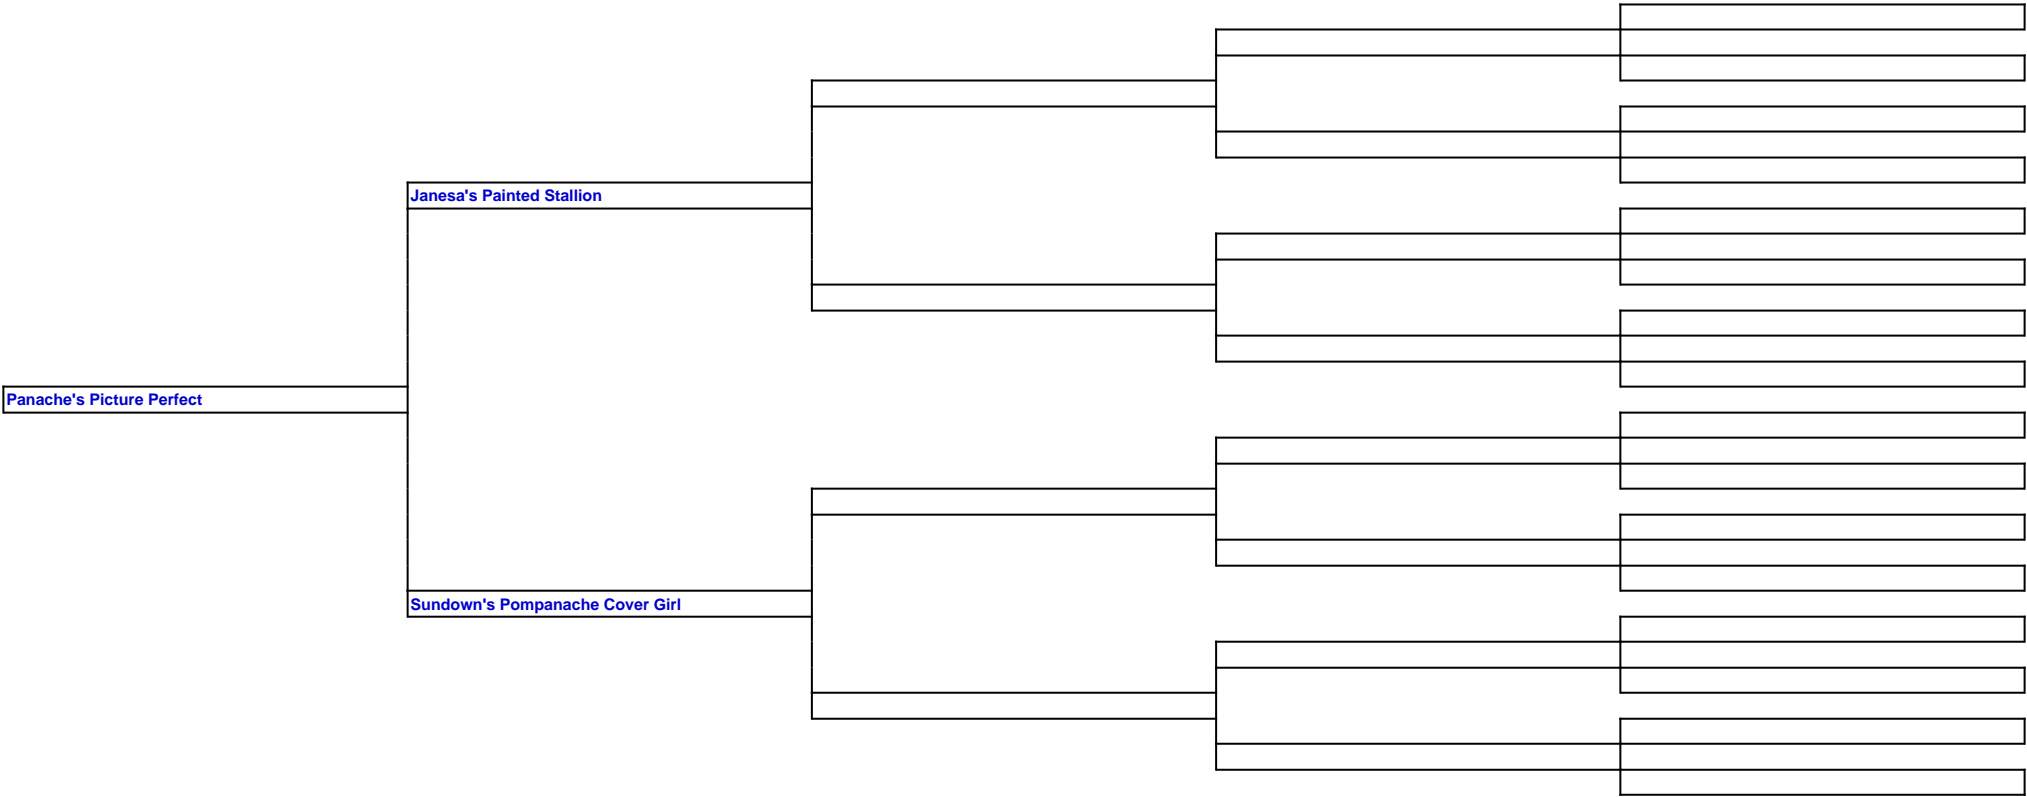 Janesa's Painted Stallion
Panache's Picture Perfect
Sundown's Pompanache Cover Girl